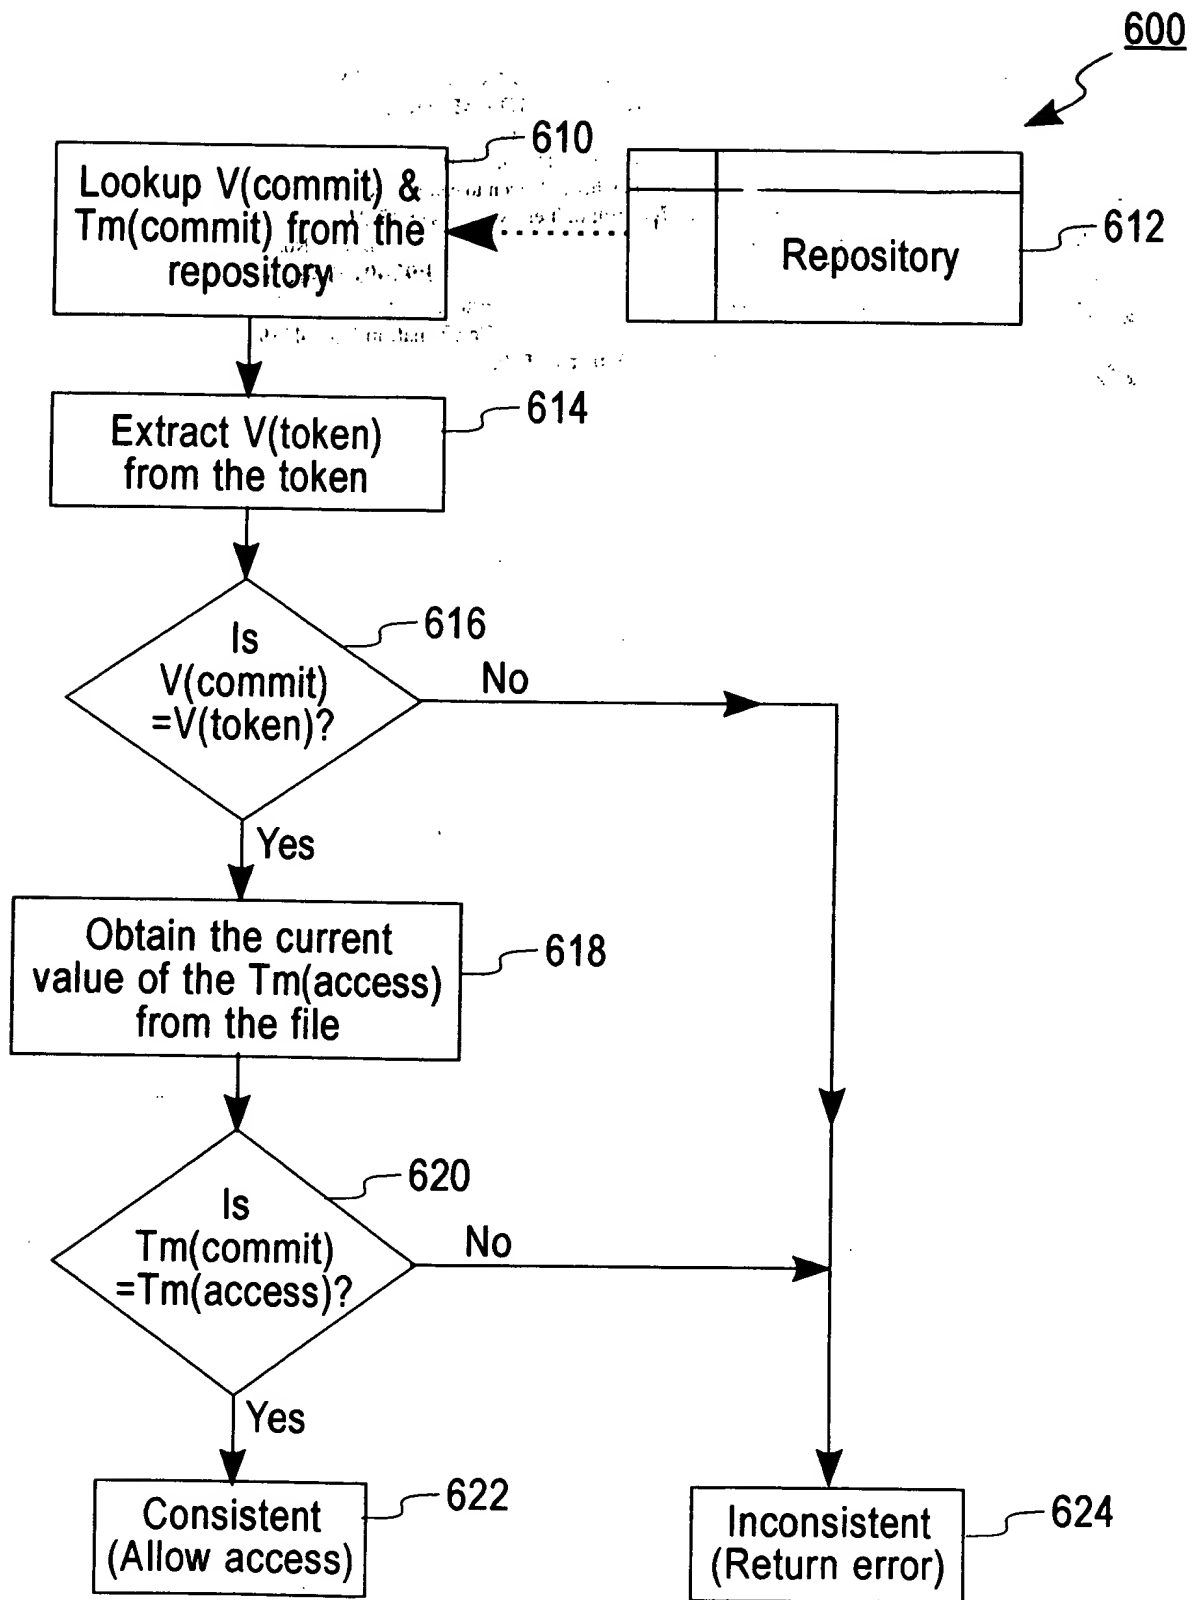 600
610
Lookup V(commit) &
Tm(commit) from the
repository
Repository
612
614
Extract V(token)
from the token
616
Is
V(commit)
=V(token)?
No
Yes
Obtain the current
value of the Tm(access)
from the file
618
620
Is
Tm(commit)
=Tm(access)?
No
Yes
Consistent
(Allow access)
622
Inconsistent
(Return error)
624